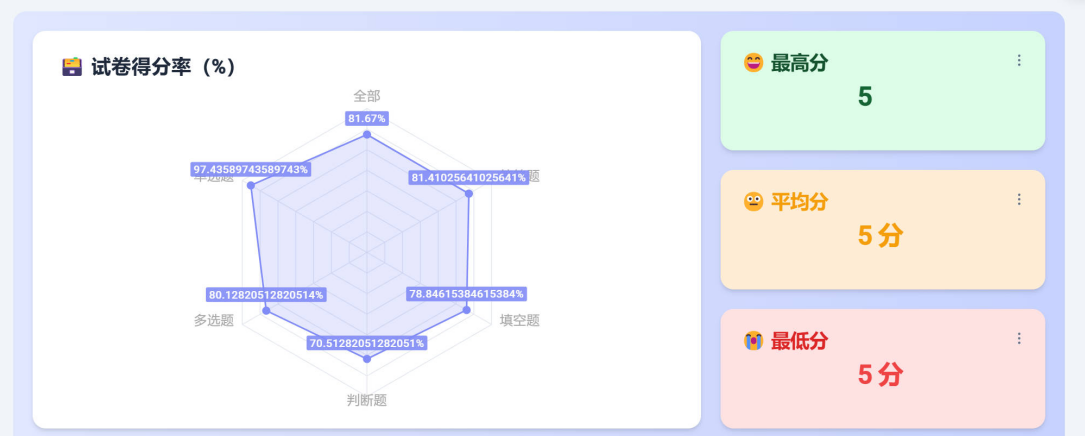 试卷得分率（%）
全部
81.67%
97.43589743589743%
81.41025641025641%
题
80.12820512820514%
78.84615384615384%
多选题
填空题
70.51282051282051%
判断题
最高分
5
平均分
5 分
最低分
5 分